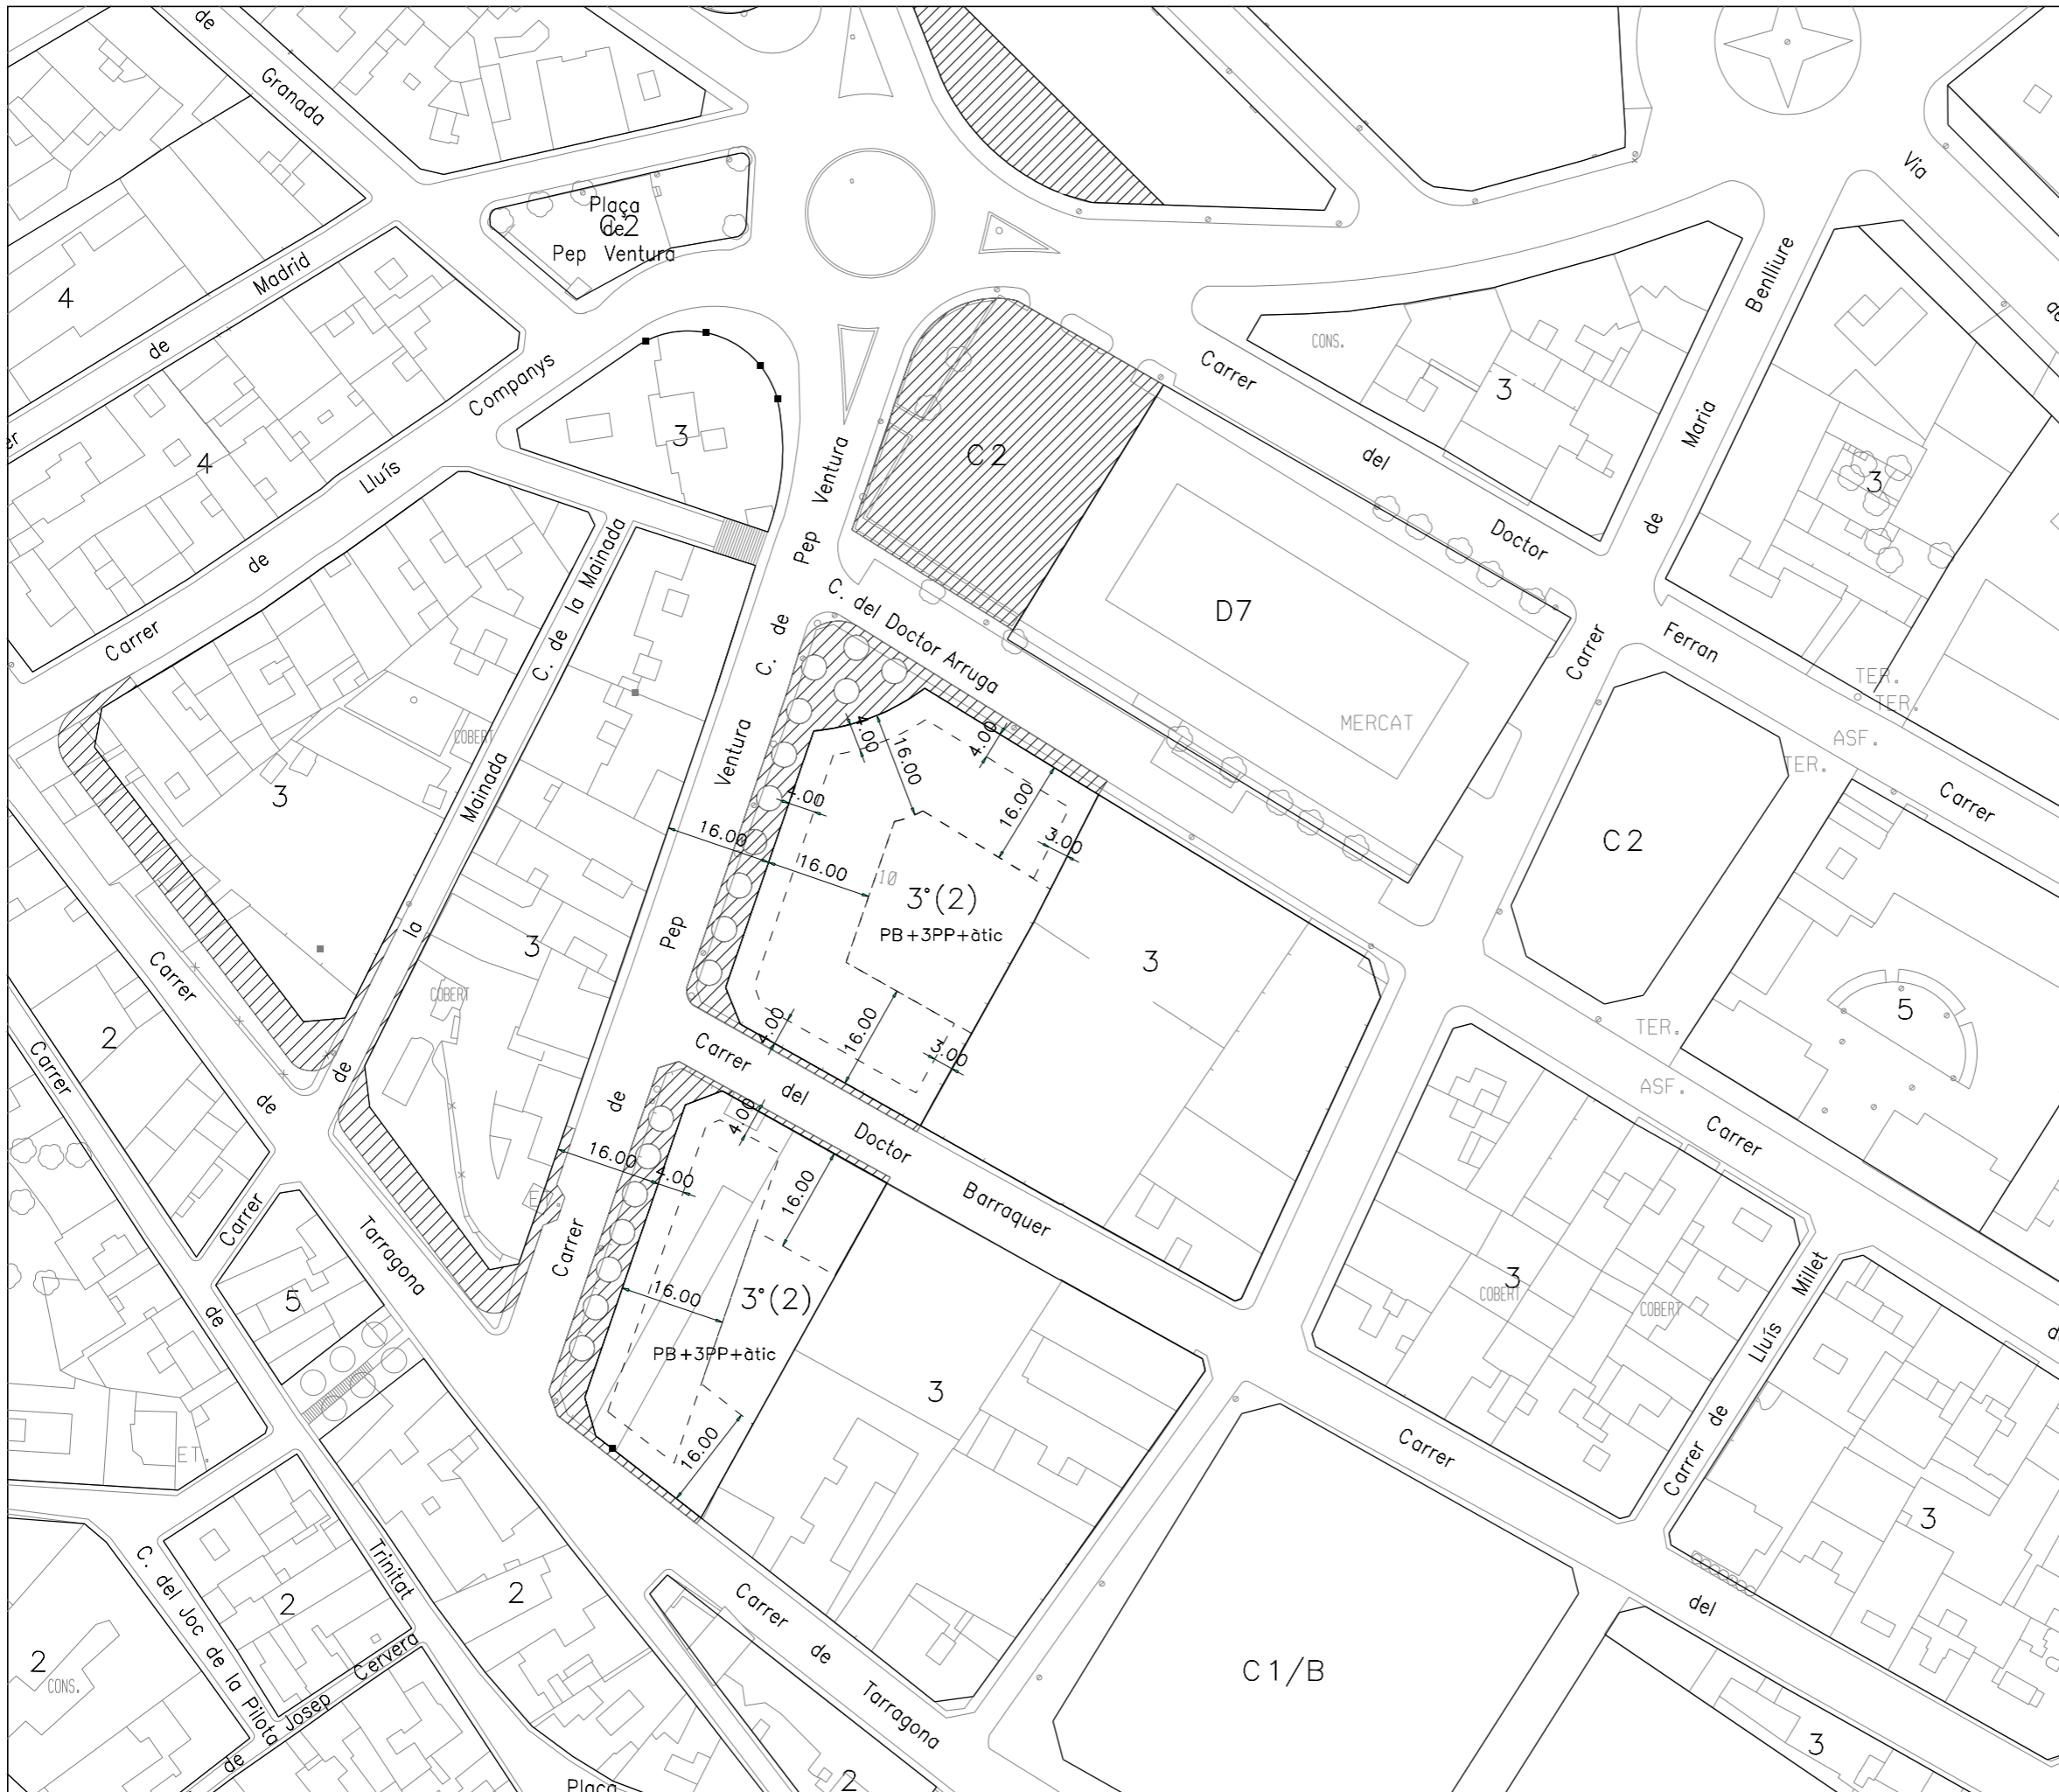 de
Granada
Via
Plaça
de
C2
Pep Ventura
de
Madrid
4
Benlliure
de
Companys
CONS.
Carrer
3
er
Lluís
4
3
Maria
C2
del
3
Ventura
Doctor
de
de
Pep
C. de la Mainada
C. del Doctor Arruga
Carrer
D7
Carrer
Ferran
de
C.
TER.
TER.
MERCAT
ASF.
TER.
COBERT
Ventura
4.00
16.00
4.00
3
Mainada
4.00
16.00
16.00
3.00
Carrer
C2
16.00
10
3°(2)
PB+3PP+àtic
la
3
Pep
3
Carrer
COBERT
2
5
16.00
4.00
TER.
Carrer
Carrer
3.00
de
del
ASF.
de
de
4.00
Doctor
Carrer
16.00
4.00
16.00
Barraquer
Carrer
Tarragona
Carrer
ET.
3
COBERT
COBERT
Millet
5
16.00
3°(2)
de
PB+3PP+àtic
Lluís
d
3
de
16.00
Carrer
Carrer
ET.
3
Trinitat
C. del Joc de la Pilota
2
2
Carrer
de
Tarragona
del
2
CONS.
Josep Cervera
de
C1/B
3
Plaça
2